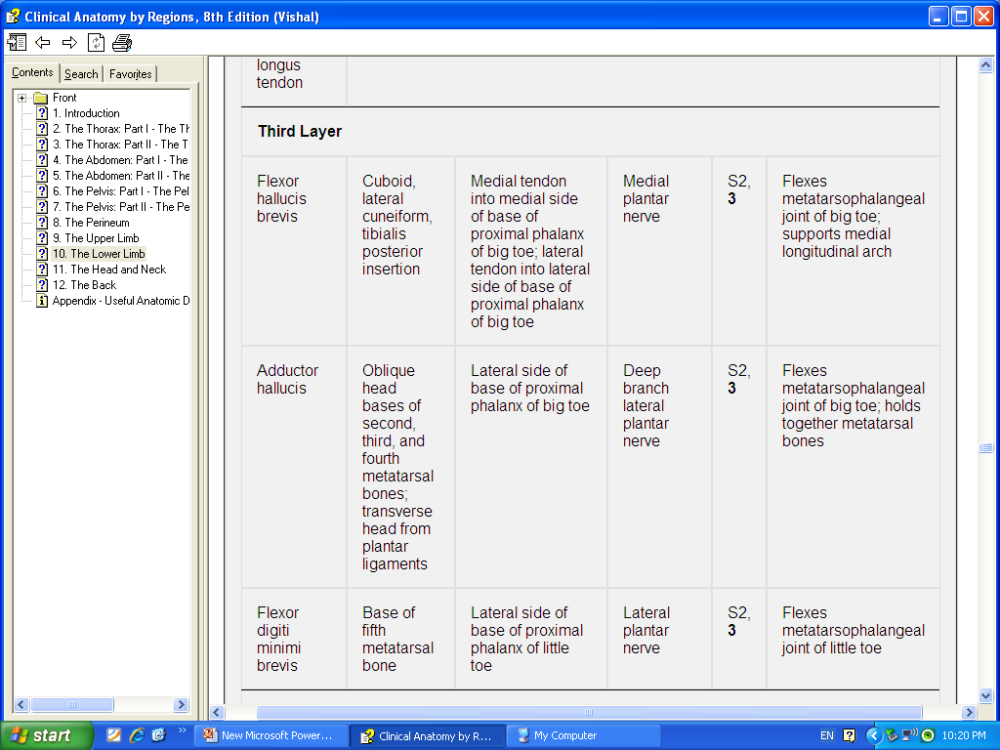 Clinical Anatomy by Regions, 8th Edition (Vishal)
Contents Search Favorites
Front
1. Introduction
2. The Thorax: Part I - The Th
3. The Thorax: Part II - The T
4. The Abdomen: Part I - The
5. The Abdomen: Part II - The
6. The Pelvis: Part I - The Pel
7. The Pelvis: Part II - The Pe
8. The Perineum
9. The Upper Limb
10. The Lower Limb
11. The Head and Neck
12. The Back
Appendix - Useful Anatomic D
longus
tendon
Third Layer
Flexor
hallucis
brevis
Cuboid,
lateral
cuneiform,
tibialis
posterior
insertion
Medial tendon
into medial side
of base of
proximal phalanx
of big toe; lateral
tendon into lateral
side of base of
proximal phalanx
of big toe
Medial
plantar
nerve
S2,
3
Flexes
metatarsophalangeal
joint of big toe;
supports medial
longitudinal arch
Adductor
hallucis
Oblique
head
bases of
second,
third, and
fourth
metatarsal
bones;
transverse
head from
plantar
ligaments
Lateral side of
base of proximal
phalanx of big toe
Deep
branch
lateral
plantar
nerve
S2,
3
Flexes
metatarsophalangeal
joint of big toe; holds
together metatarsal
bones
Flexor
digiti
minimi
brevis
Base of
fifth
metatarsal
bone
Lateral side of
base of proximal
phalanx of little
toe
Lateral
plantar
nerve
S2,
3
Flexes
metatarsophalangeal
joint of little toe
start
New Microsoft Power...
Clinical Anatomy by R...
My Computer
EN
10:20 PM